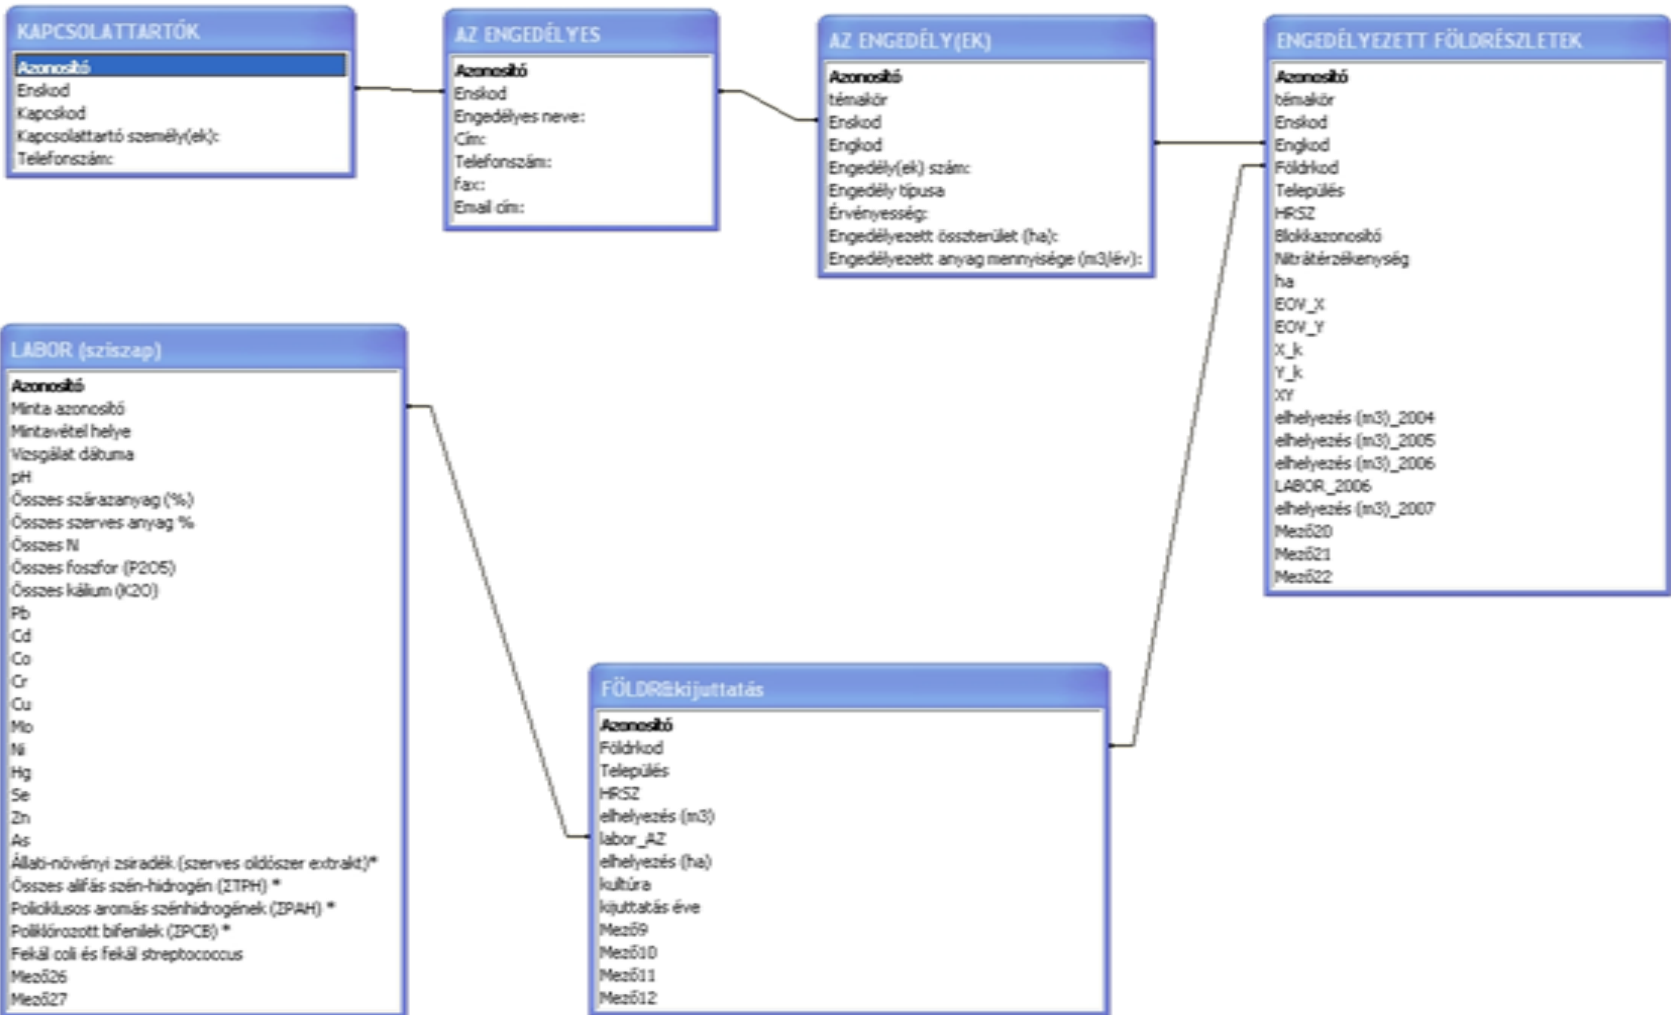 KAPCSOLATTARTÓK
Azonosító
Enskod
Kapcskod
Kapcsolattartó személy(ek):
Telefonszám:
AZ ENGEDÉLYES
Azonosító
Enskod
Engedélyes neve:
Cím:
Telefonszám:
fax:
Email cím:
AZ ENGEDÉLY(EK)
Azonosító
témakör
Enskod
Engkod
Engedély(ek) szám:
Engedély típusa
Érvényesség:
Engedélyezett összterület (ha):
Engedélyezett anyag mennyisége (m3/év):
ENGEDÉLYEZETT FÖLDRÉSZLETEK
Azonosító
témakör
Enskod
Engkod
Földrkod
Település
HRSZ
Blokkazonosító
Nitrátérzékenység
ha
EOV_X
EOV_Y
X_k
Y_k
XY
elhelyezés (m3)_2004
elhelyezés (m3)_2005
elhelyezés (m3)_2006
LABOR_2006
elhelyezés (m3)_2007
Mező20
Mező21
Mező22
LABOR (sziszap)
Azonosító
Minta azonosító
Mintavétel helye
Vizsgálat dátuma
pH
Összes szárazanyag (%)
Összes szerves anyag %
Összes N
Összes foszfor (P2O5)
Összes kálium (K2O)
Pb
Cd
Co
Cr
Cu
Mo
Ni
Hg
Se
Zn
As
Állati-növényi zsiradék (szerves oldószer extrakt)*
Összes alifás szén-hidrogén (ΣTPH) *
Policiklusos aromás szénhidrogének (ΣPAH) *
Poliklórozott bifenilek (ΣPCB) *
Fekál coli és fekál streptococcus
Mező26
Mező27
FÖLDR&kijuttatás
Azonosító
Földrkod
Település
HRSZ
elhelyezés (m3)
labor_AZ
elhelyezés (ha)
kultúra
kijuttatás éve
Mező9
Mező10
Mező11
Mező12